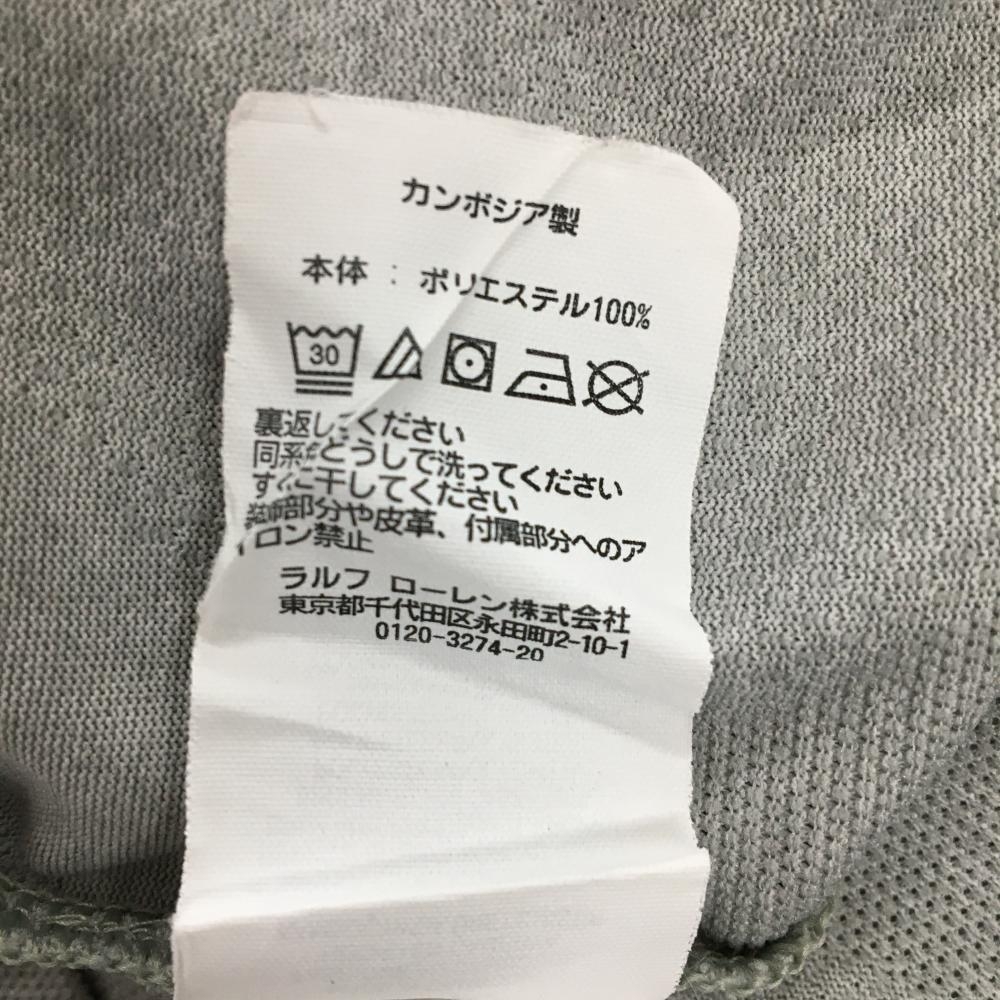 カンボジア製
本体 : ポリエステル100%
30
裏返してください
同系色どうしで洗ってください
すぐに干してください
装飾部分や皮革、付属部分へのア
イロン禁止
ラルフ ローレン株式会社
東京都千代田区永田町2-10-1
0120-3274-20